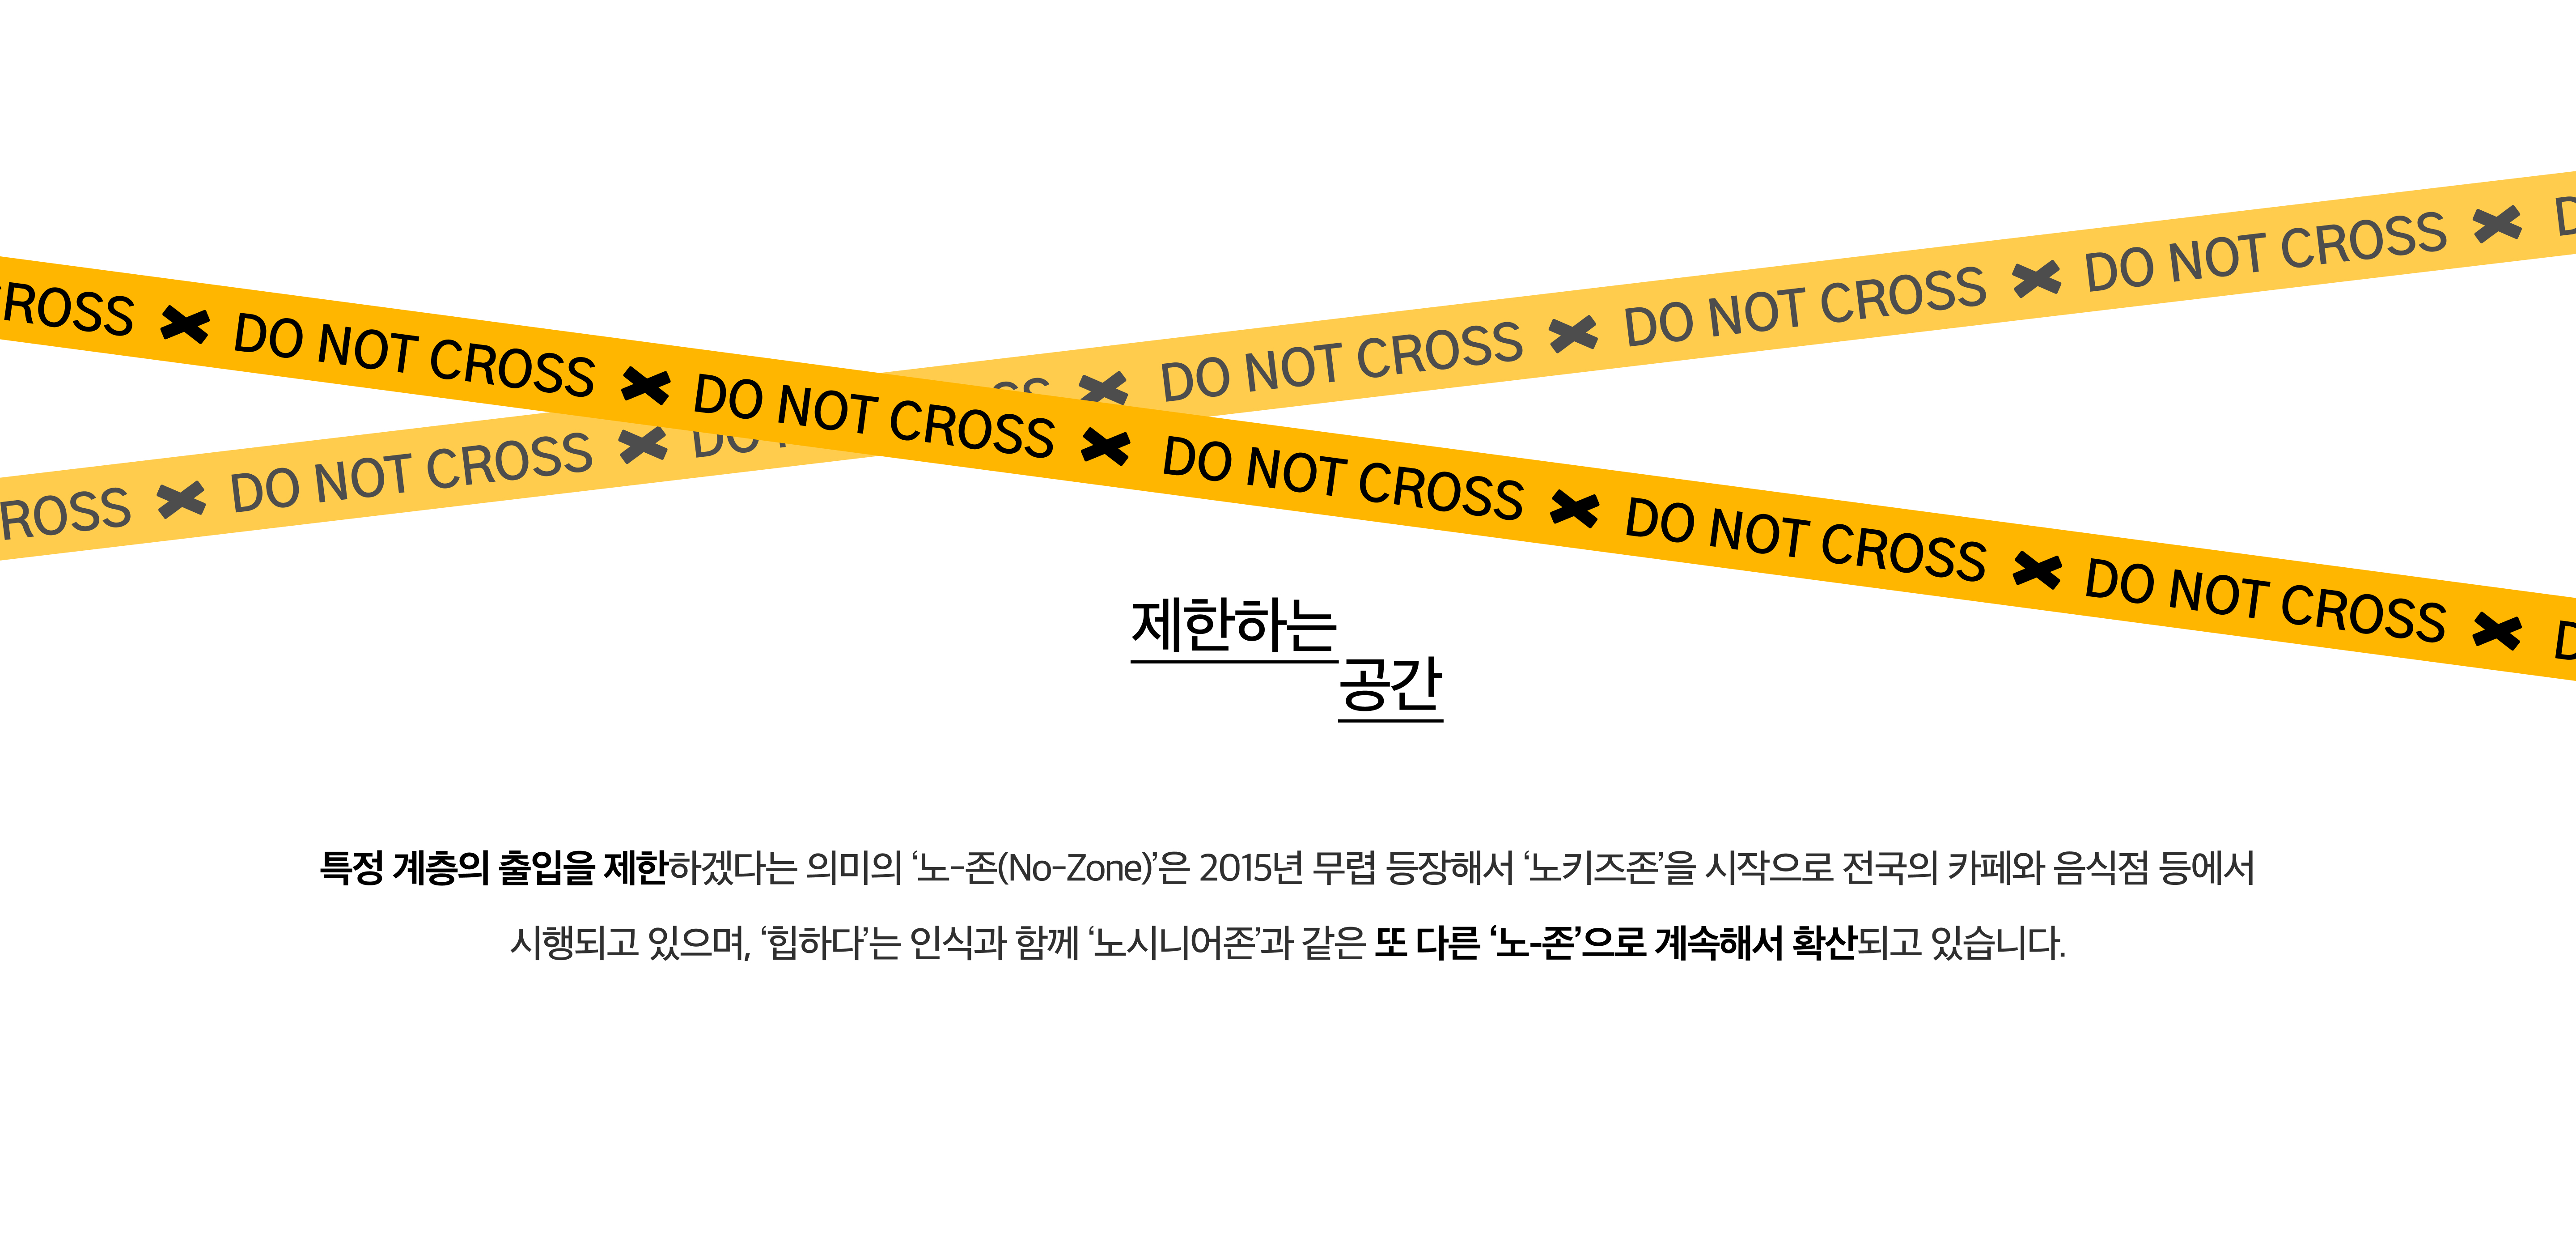 DO NOT CROSS DO NOT CROSS DO NOT CROSS
ROSS DO NOT CROSS DO
CROSS DO NOT CROSS DO NOT CROSS DO NOT CROSS DO NOT CROSS DO NOT CROSS
제한하는
공간
특정 계층의 출입을 제한하겠다는 의미의 ‘노-존(No-Zone)’은 2015년 무렵 등장해서 ‘노키즈존’을 시작으로 전국의 카페와 음식점 등에서
시행되고 있으며, ‘힙하다’는 인식과 함께 ‘노시니어존’과 같은 또 다른 ‘노-존’으로 계속해서 확산되고 있습니다.